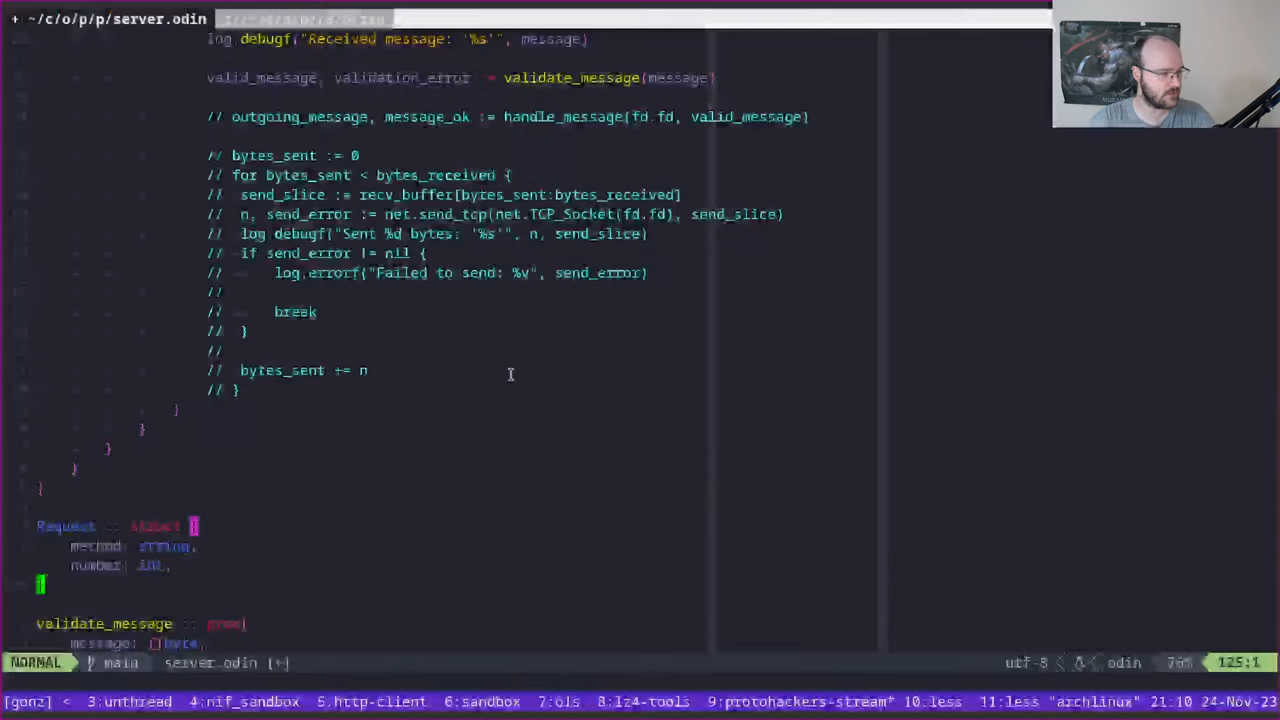 + ~/c/o/p/p/server.odin
log.debugf("Received message: '%s'", message)
valid_message, validation_error := validate_message(message)
// outgoing_message, message_ok := handle_message(fd.fd, valid_message)
// bytes_sent := 0
// for bytes_sent < bytes_received {
//  send_slice := recv_buffer[bytes_sent:bytes_received]
//  n, send_error := net.send_tcp(net.TCP_Socket(fd.fd), send_slice)
//  log.debugf("Sent %d bytes: '%s'", n, send_slice)
//  if send_error != nil {
//      log.errorf("Failed to send: %v", send_error)
//
//      break
//  }
//
//  bytes_sent += n
// }
}
}
}
}
}
Request :: struct {
method: string,
number: int,
}
validate_message :: proc(
message: []byte,
NORMAL main server.odin [+] utf-8 odin 76% 125:1
[gonz] < 3:unthread 4:nif_sandbox 5:http-client 6:sandbox 7:ols 8:lz4-tools 9:protohackers-stream* 10:less 11:less "archlinux" 21:10 24-Nov-23